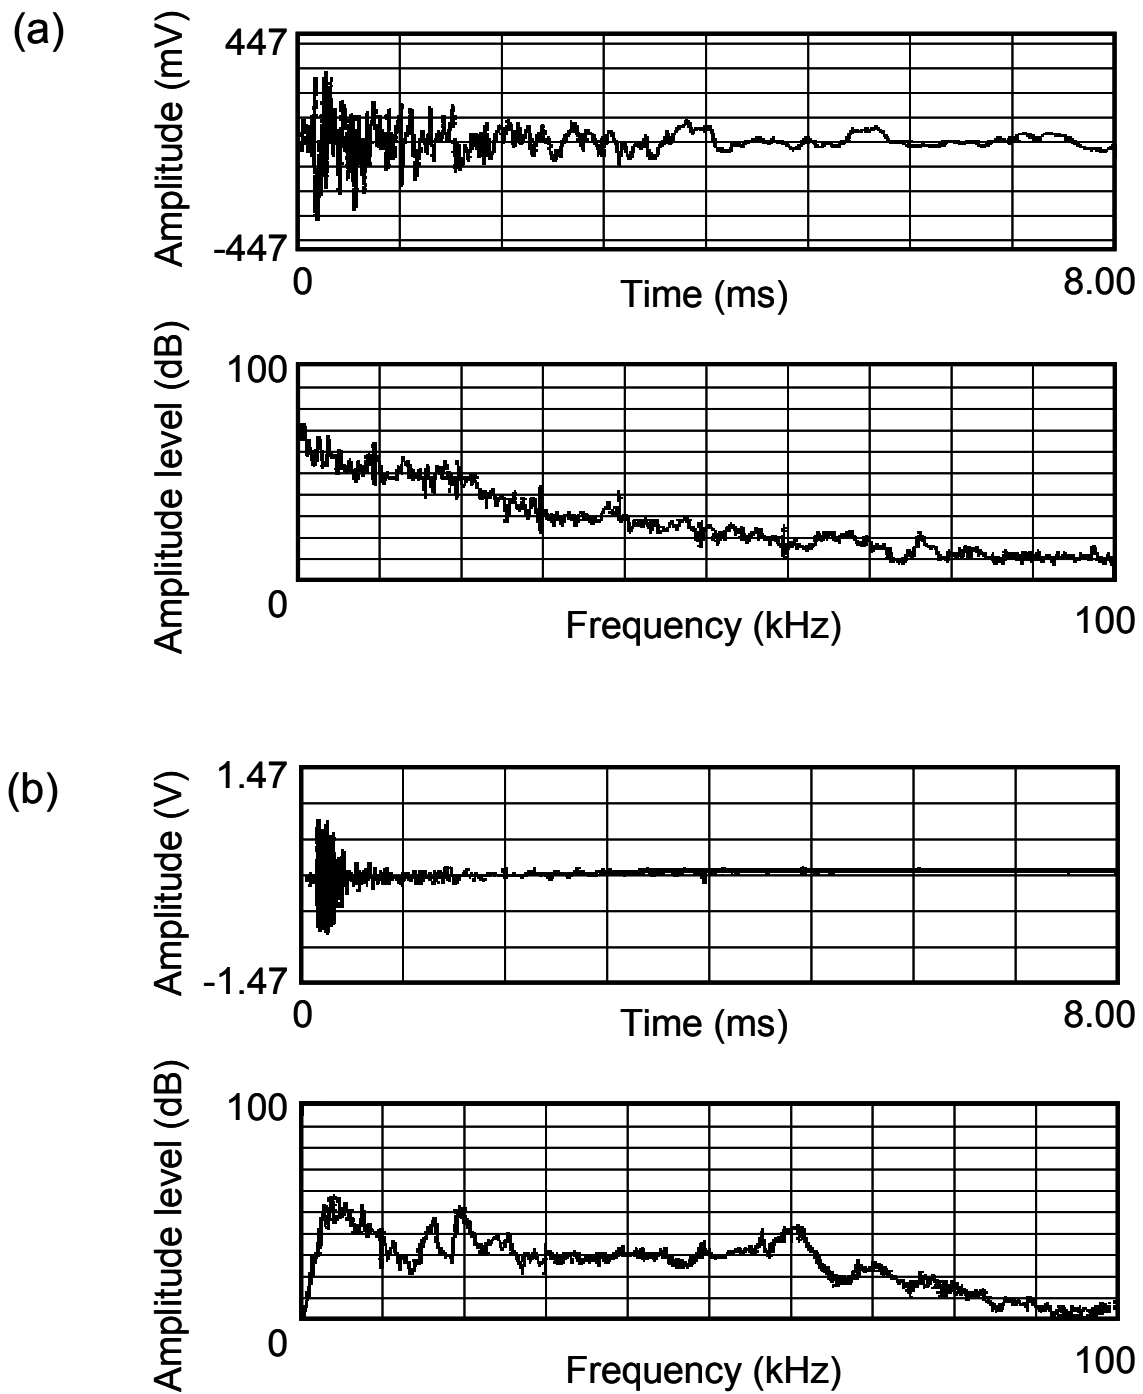 (a)
Amplitude (mV)
447
-447
0
Time (ms)
8.00
Amplitude level (dB)
100
0
Frequency (kHz)
100
(b)
Amplitude (V)
1.47
-1.47
0
Time (ms)
8.00
Amplitude level (dB)
100
0
Frequency (kHz)
100